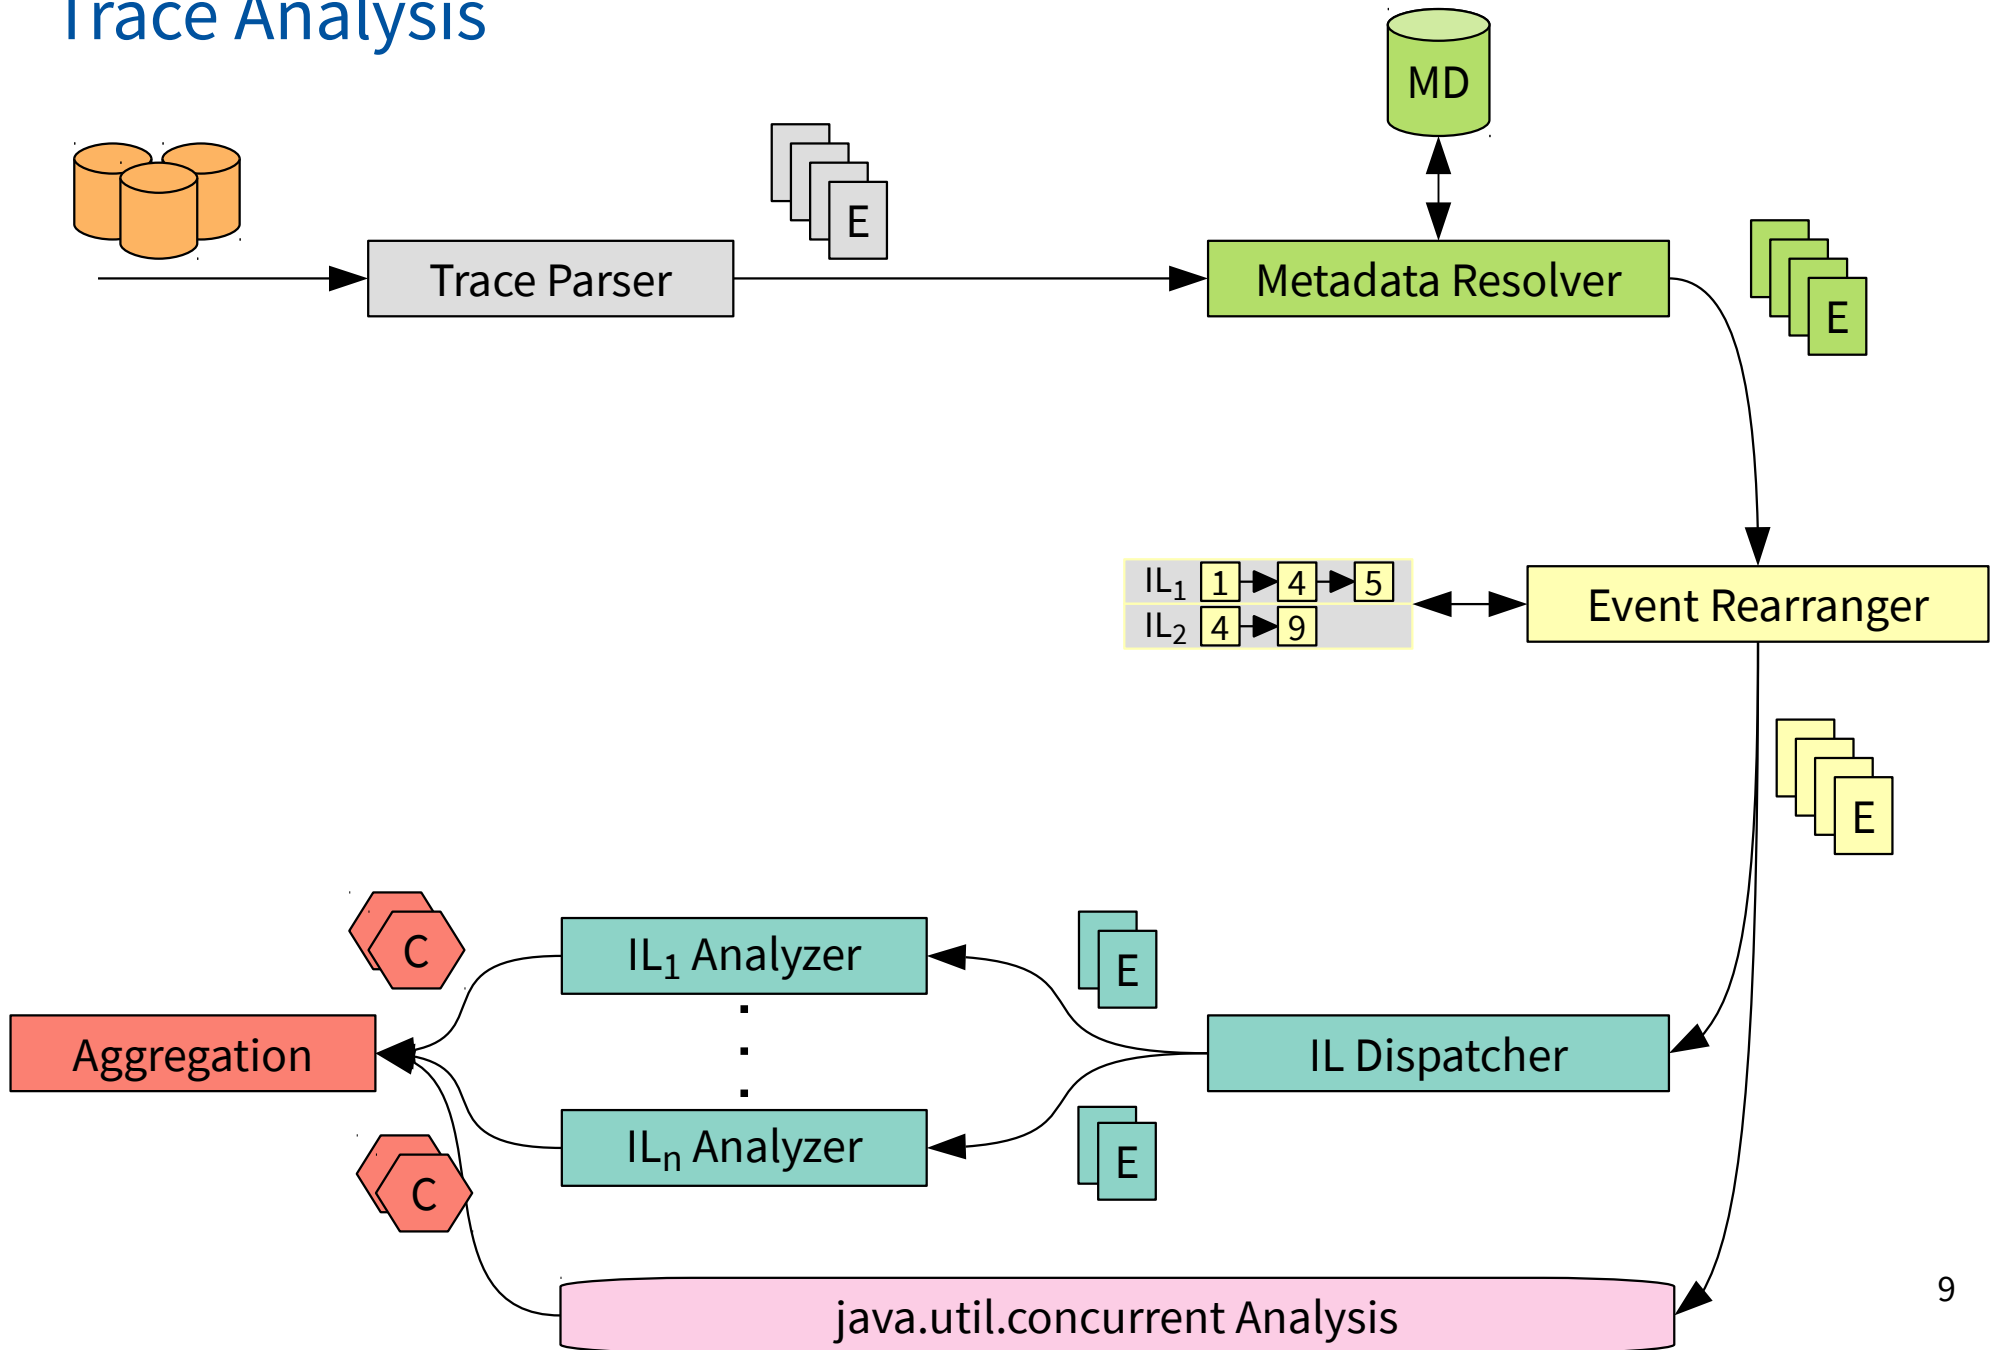 Trace Analysis
MD
E
Trace Parser
Metadata Resolver
E
IL1 1 4 5
IL2 4 9
Event Rearranger
E
C
IL1 Analyzer
E
Aggregation
IL Dispatcher
C
ILn Analyzer
E
java.util.concurrent Analysis
9